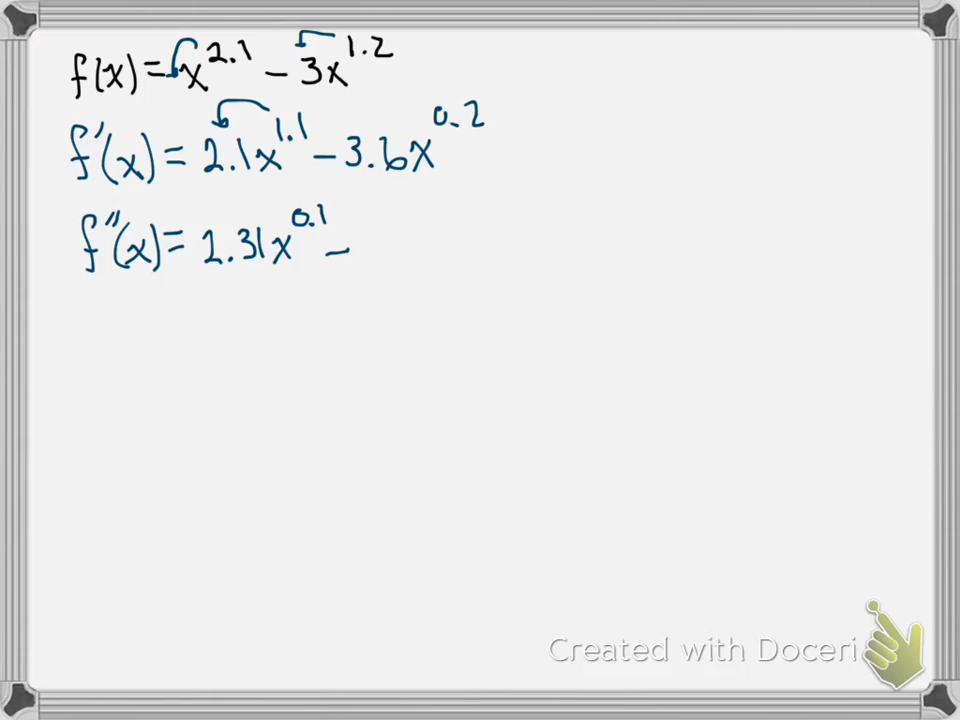 f(x) = x^2.1 − 3x^1.2
f'(x) = 2.1x^1.1 − 3.6x^0.2
f''(x) = 2.31x^0.1 −
Created with Doceri